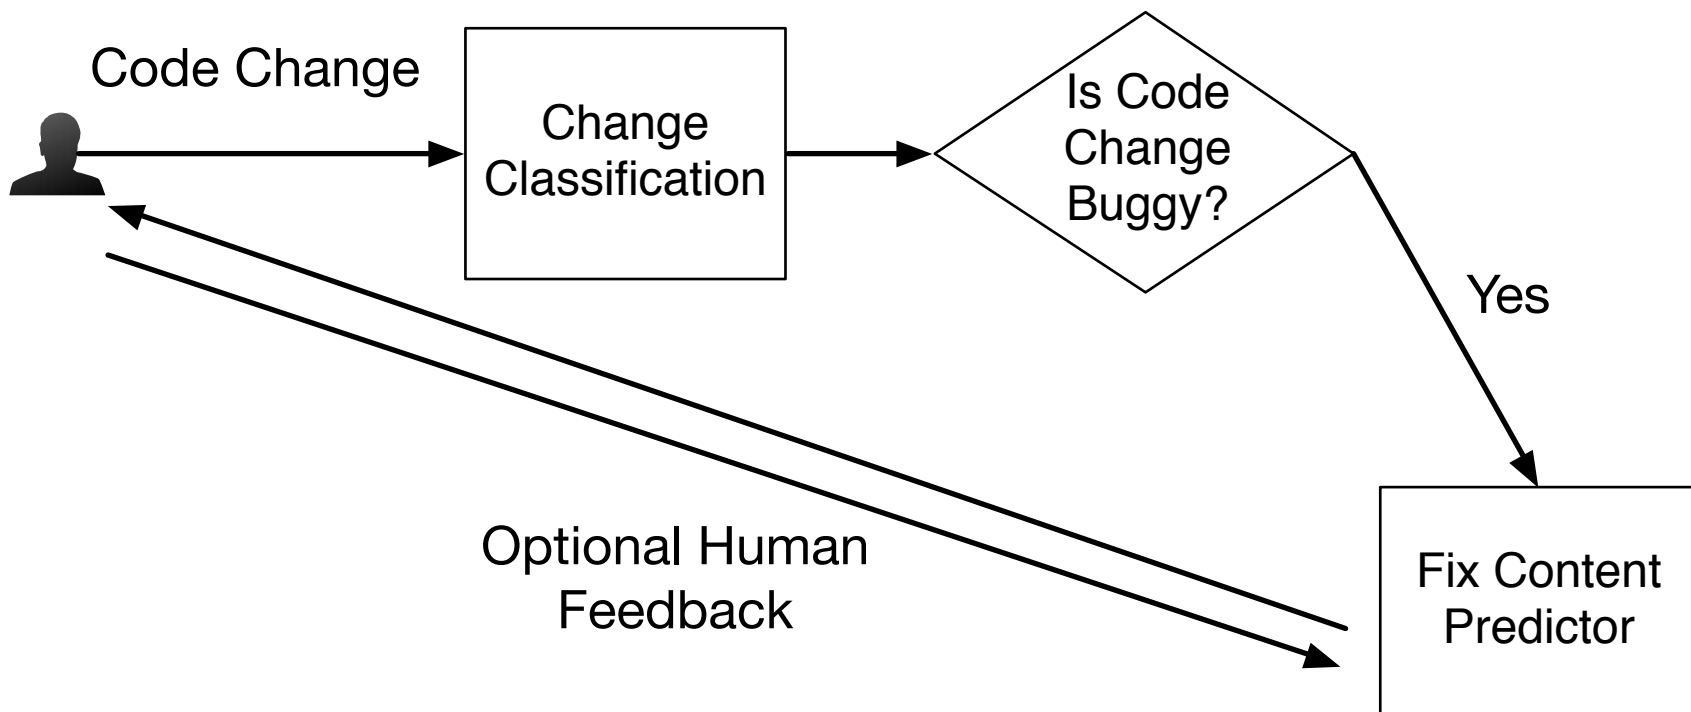 Code Change
Change
Classification
Is Code
Change
Buggy?
Yes
Optional Human
Feedback
Fix Content
Predictor